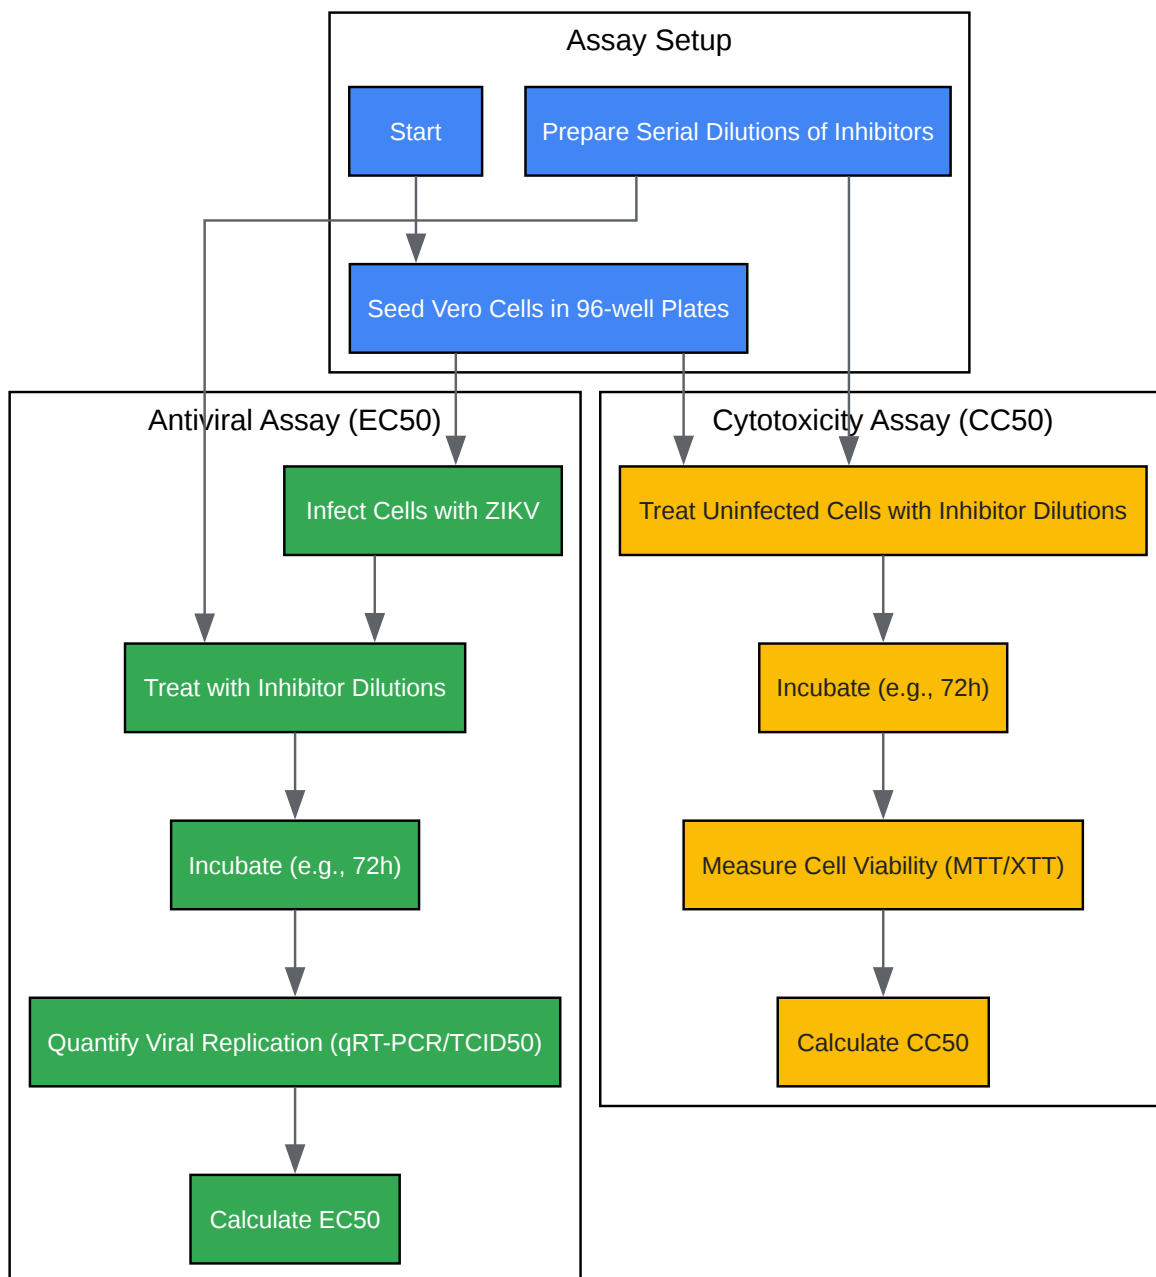 Assay Setup
Start
Prepare Serial Dilutions of Inhibitors
Seed Vero Cells in 96-well Plates
Antiviral Assay (EC50)
Infect Cells with ZIKV
Treat with Inhibitor Dilutions
Incubate (e.g., 72h)
Quantify Viral Replication (qRT-PCR/TCID50)
Calculate EC50
Cytotoxicity Assay (CC50)
Treat Uninfected Cells with Inhibitor Dilutions
Incubate (e.g., 72h)
Measure Cell Viability (MTT/XTT)
Calculate CC50